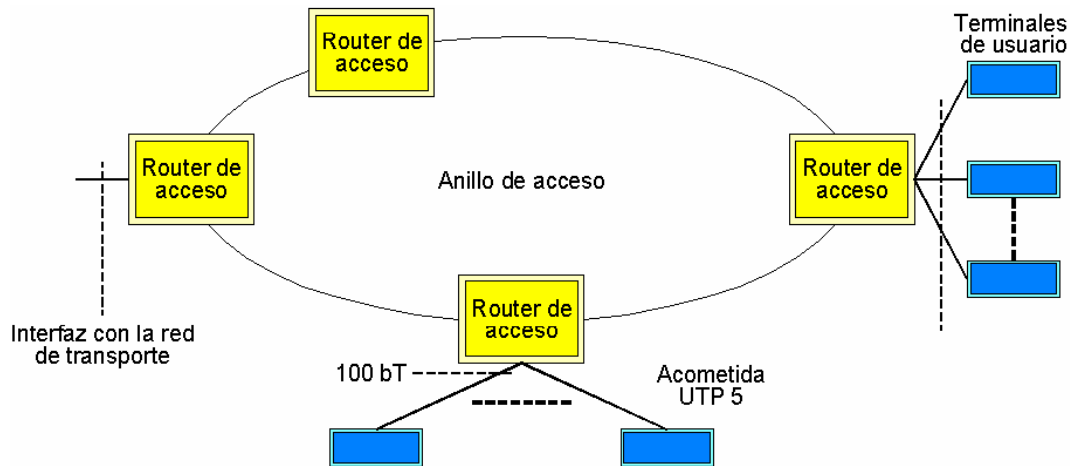 Router de
acceso
Terminales
de usuario
Router de
acceso
Anillo de acceso
Router de
acceso
Router de
acceso
Interfaz con la red
de transporte
100 bT
Acometida
UTP 5